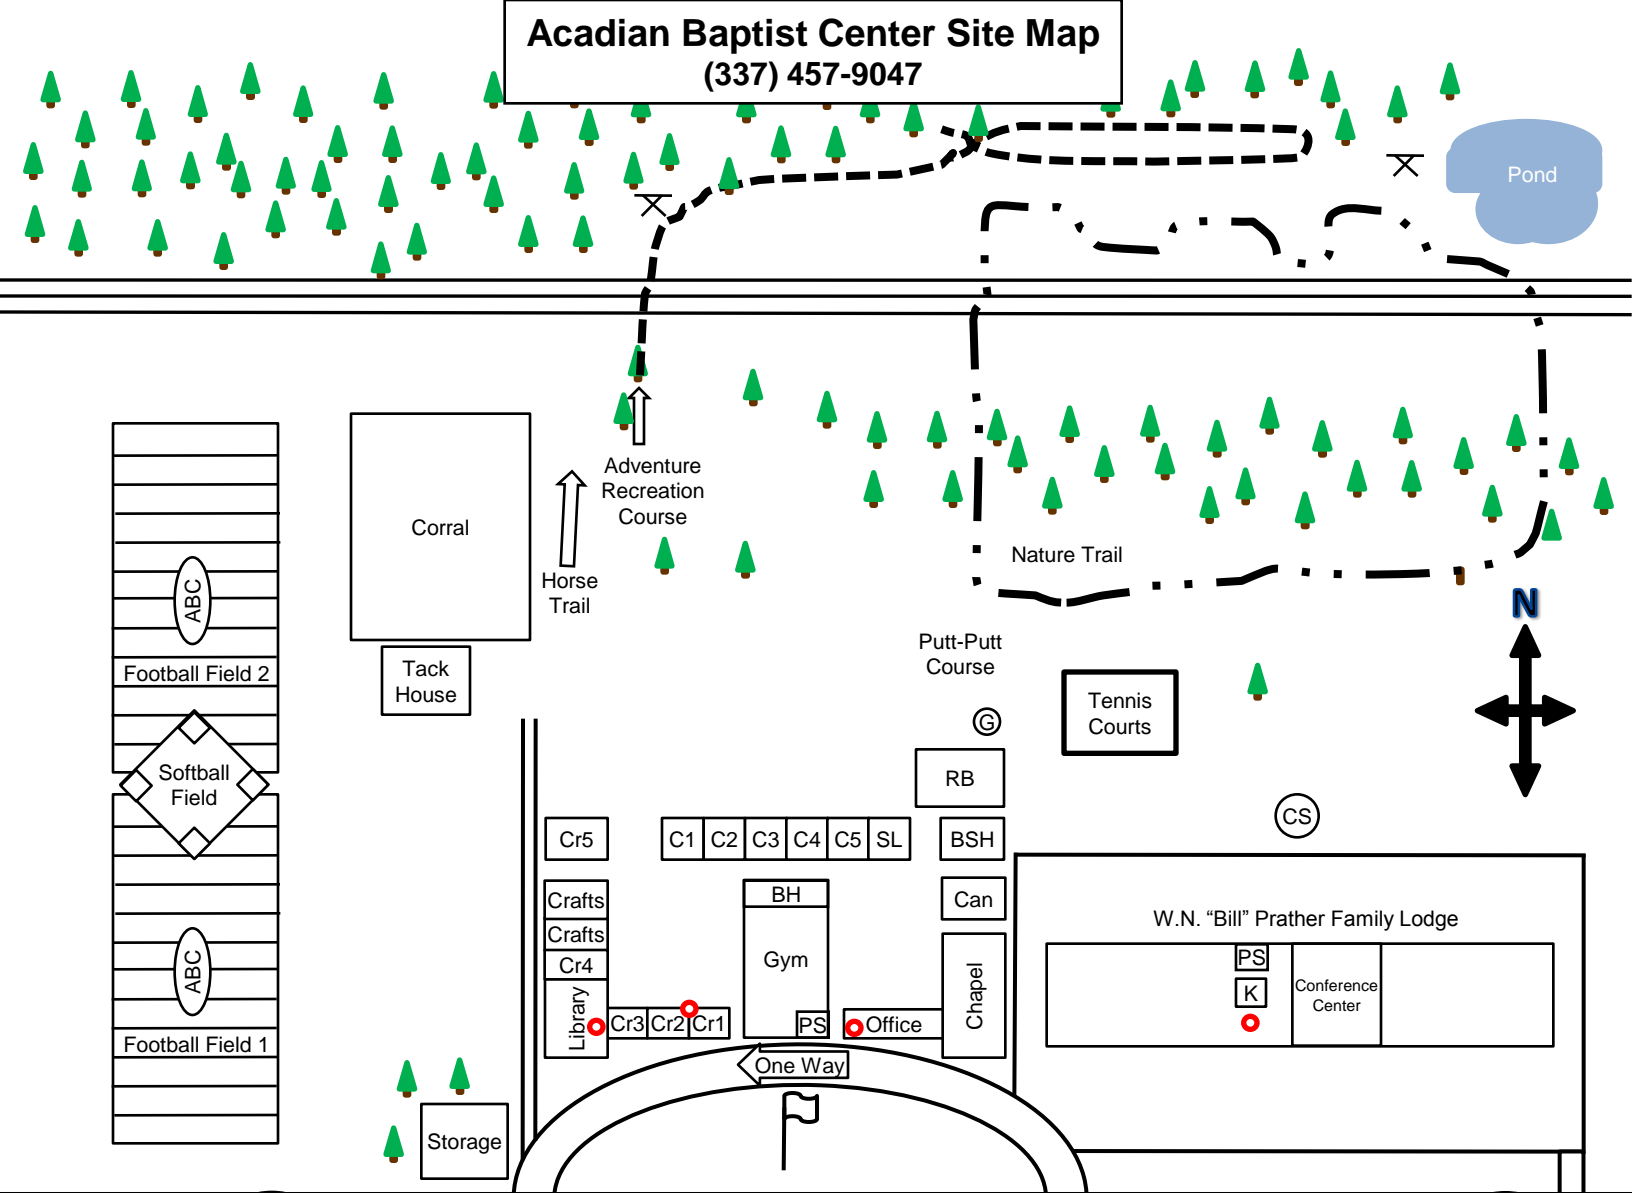 Acadian Baptist Center Site Map
(337) 457-9047
Pond
Adventure
Recreation
Course
Corral
Horse
Trail
Nature Trail
N
ABC
Football Field 2
Tack
House
Putt-Putt
Course
Tennis
Courts
G
RB
Softball
Field
CS
Cr5
C1
C2
C3
C4
C5
SL
BSH
Crafts
BH
Can
W.N. “Bill” Prather Family Lodge
Crafts
Cr4
Gym
PS
K
Conference
Center
ABC
Library
Cr3
Cr2
Cr1
PS
Office
Chapel
Football Field 1
One Way
Storage